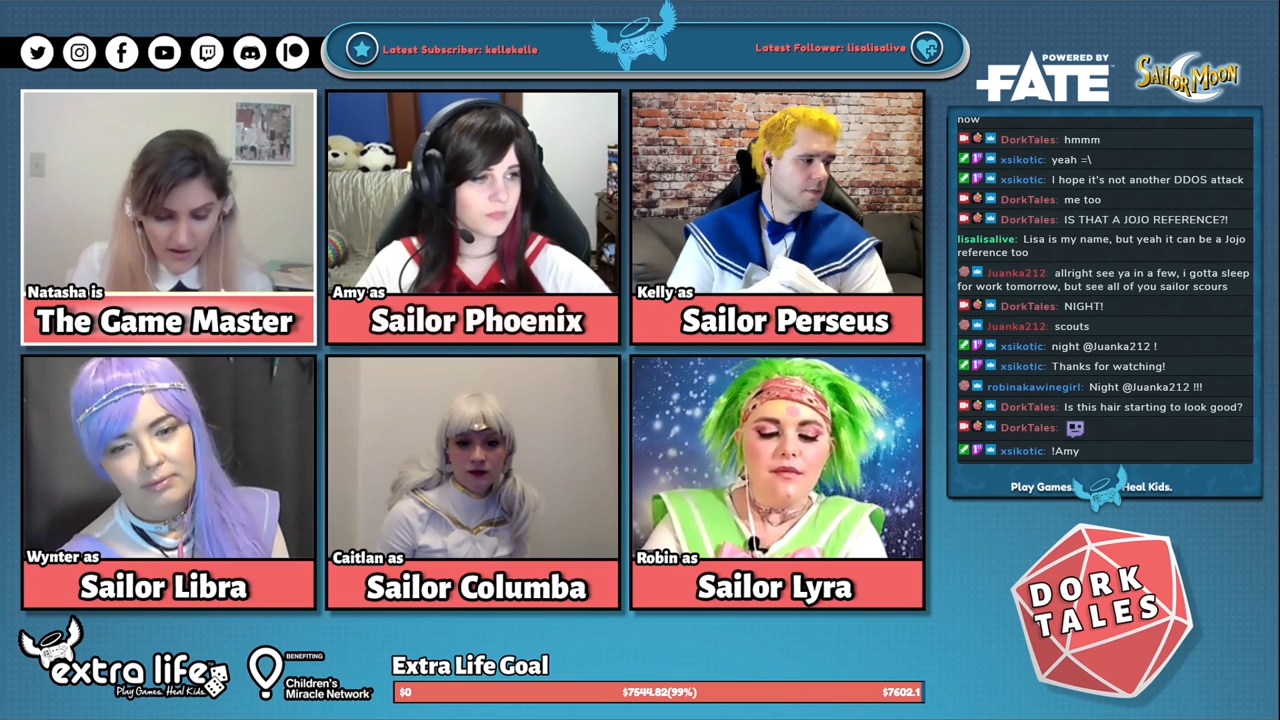 Latest Subscriber: kellekelle
Latest Follower: lisalisalive
POWERED BY
FATE
SAILOR MOON
Natasha is
The Game Master
Amy as
Sailor Phoenix
Kelly as
Sailor Perseus
Wynter as
Sailor Libra
Caitlan as
Sailor Columba
Robin as
Sailor Lyra
now
DorkTales: hmmm
xsikotic: yeah =\
xsikotic: I hope it's not another DDOS attack
DorkTales: me too
DorkTales: IS THAT A JOJO REFERENCE?!
lisalisalive: Lisa is my name, but yeah it can be a Jojo
reference too
Juanka212: allright see ya in a few, i gotta sleep
for work tomorrow, but see all of you sailor scours
DorkTales: NIGHT!
Juanka212: scouts
xsikotic: night @Juanka212 !
xsikotic: Thanks for watching!
robinakawinegirl: Night @Juanka212 !!!
DorkTales: Is this hair starting to look good?
DorkTales:
xsikotic: !Amy
Play Games. Heal Kids.
DORK
TALES
extra life
Play Games. Heal Kids.
BENEFITING
Children's
Miracle Network
Extra Life Goal
$0 $7544.82(99%) $7602.1